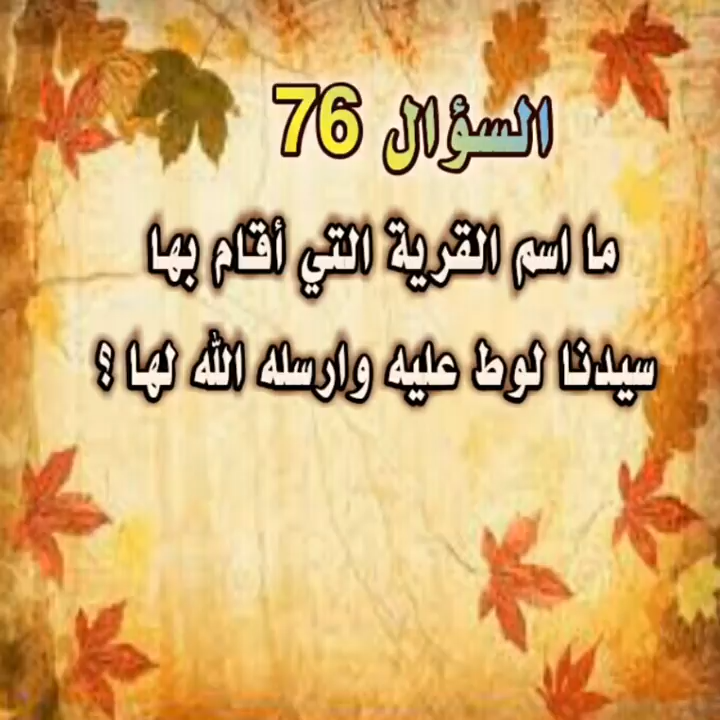 السؤال 76
ما اسم القرية التي أقام بها
سيدنا لوط عليه وارسله الله لها ؟